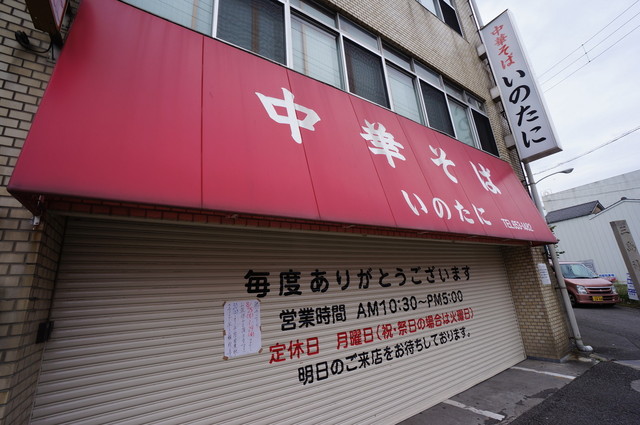 中華そば
いのたに
中華そば
いのたに
毎度ありがとうございます
営業時間 AM10:30〜PM5:00
定休日 月曜日(祝・祭日の場合は火曜日)
明日のご来店をお待ちしております。